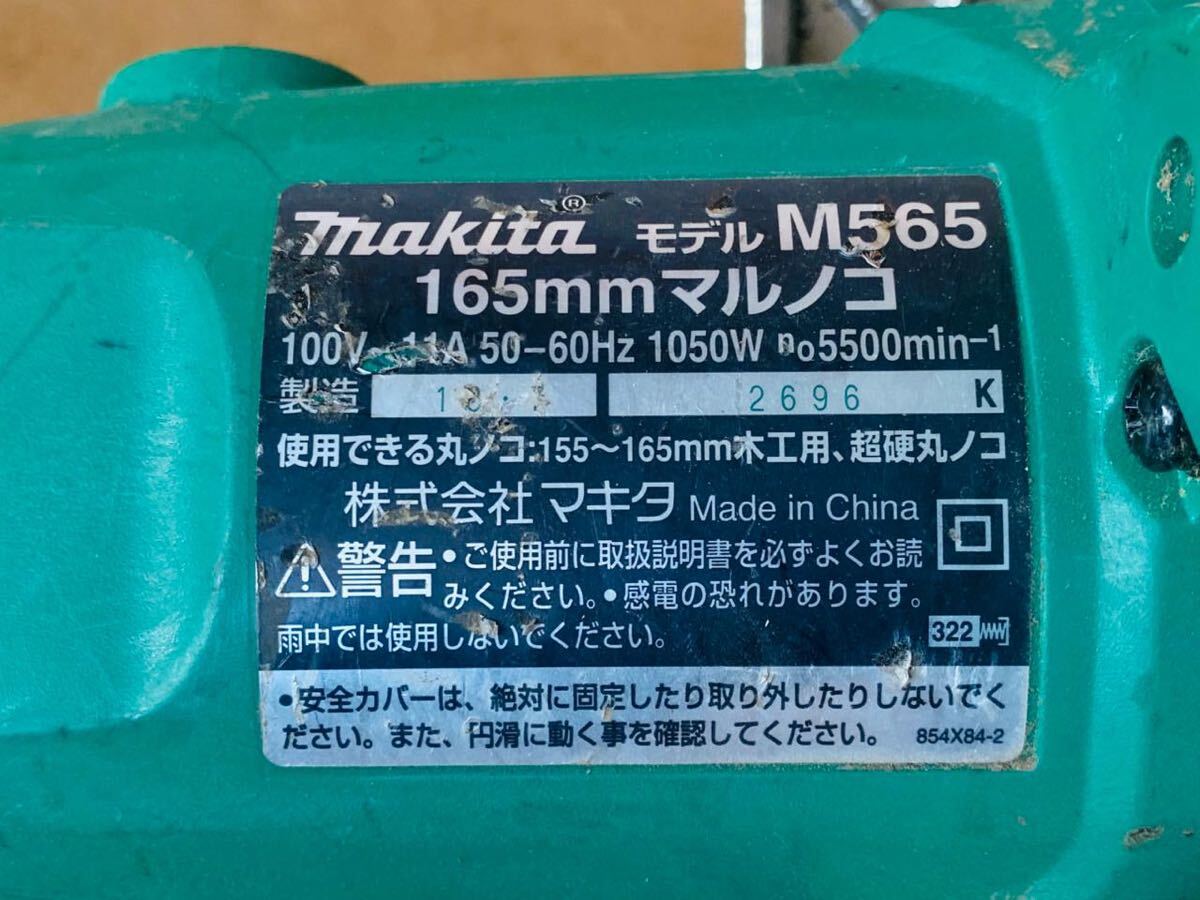 makita® モデル M565
165mmマルノコ
100V 11A 50-60Hz 1050W n₀5500min-1
製造 2696 K
使用できる丸ノコ:155～165mm木工用、超硬丸ノコ
株式会社 マキタ Made in China
警告 •ご使用前に取扱説明書を必ずよくお読
みください。•感電の恐れがあります。
雨中では使用しないでください。 322
•安全カバーは、絶対に固定したり取り外したりしないでく
ださい。また、円滑に動く事を確認してください。 854X84-2